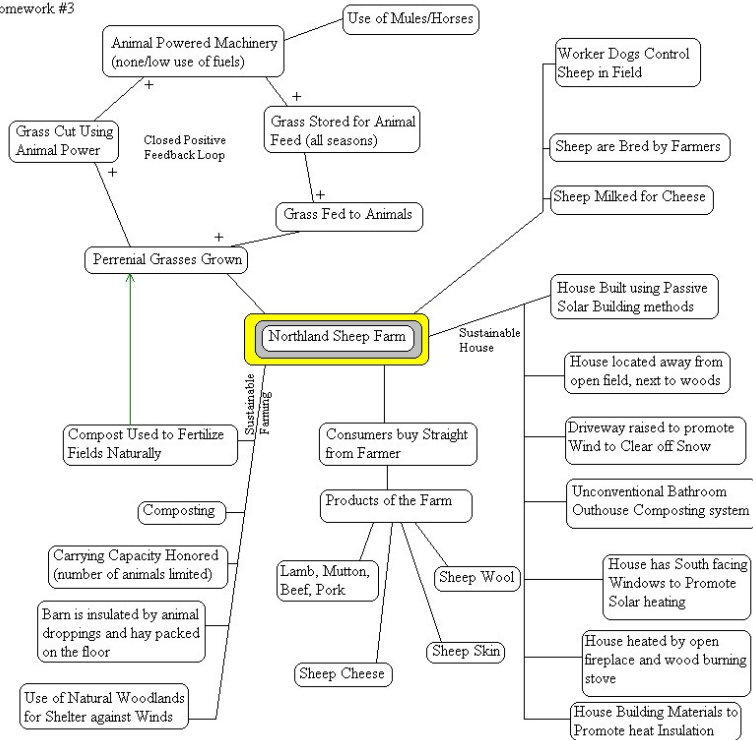 omework #3
Use of Mules/Horses
Animal Powered Machinery
(none/low use of fuels)
+
+
Grass Cut Using
Animal Power
+
Closed Positive
Feedback Loop
Grass Stored for Animal
Feed (all seasons)
+
Grass Fed to Animals
+
Perrenial Grasses Grown
Worker Dogs Control
Sheep in Field
Sheep are Bred by Farmers
Sheep Milked for Cheese
Northland Sheep Farm
Sustainable
House
House Built using Passive
Solar Building methods
House located away from
open field, next to woods
Driveway raised to promote
Wind to Clear off Snow
Unconventional Bathroom
Outhouse Composting system
House has South facing
Windows to Promote
Solar heating
House heated by open
fireplace and wood burning
stove
House Building Materials to
Promote heat Insulation
Sustainable
Farming
Compost Used to Fertilize
Fields Naturally
Composting
Carrying Capacity Honored
(number of animals limited)
Barn is insulated by animal
droppings and hay packed
on the floor
Use of Natural Woodlands
for Shelter against Winds
Consumers buy Straight
from Farmer
Products of the Farm
Lamb, Mutton,
Beef, Pork
Sheep Wool
Sheep Skin
Sheep Cheese